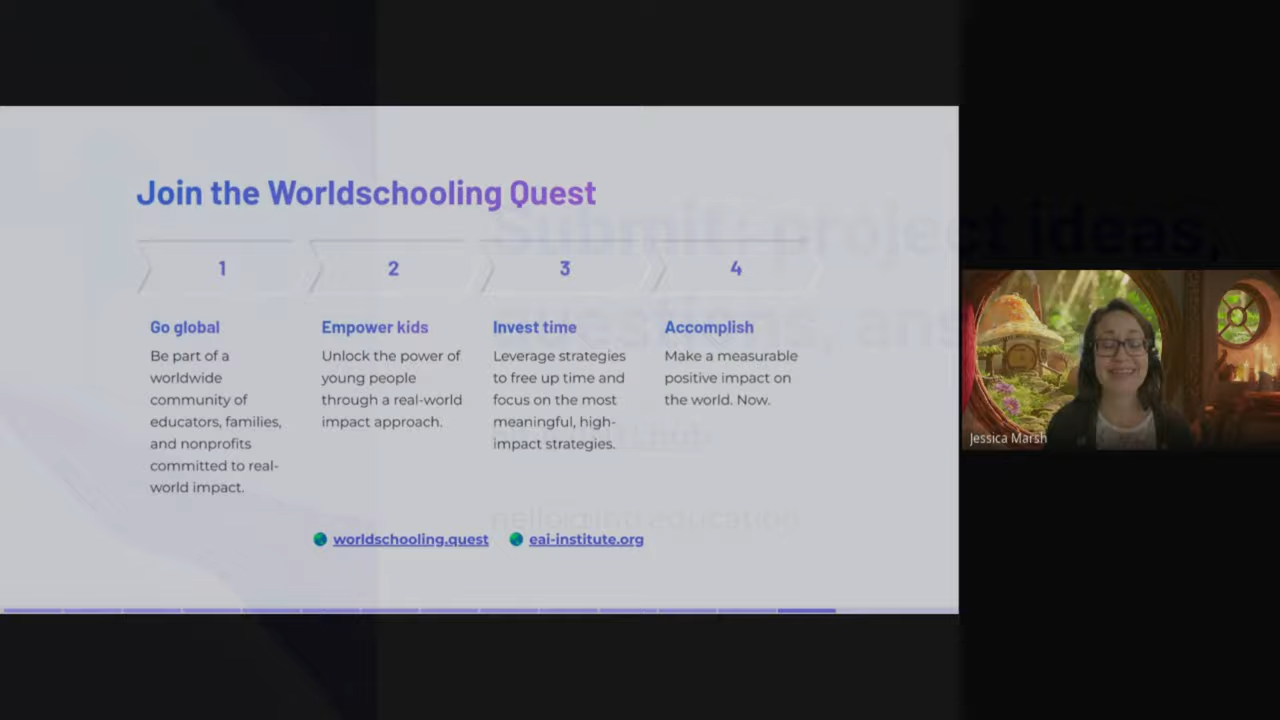 Join the Worldschooling Quest
Submit: project ideas,
1
2
3
4
Go global
Be part of a
worldwide
community of
educators, families,
and nonprofits
committed to real-
world impact.
Empower kids
Unlock the power of
young people
through a real-world
impact approach.
Invest time
Leverage strategies
to free up time and
focus on the most
meaningful, high-
impact strategies.
Accomplish
Make a measurable
positive impact on
the world. Now.
worldschooling.quest
eai-institute.org
Jessica Marsh